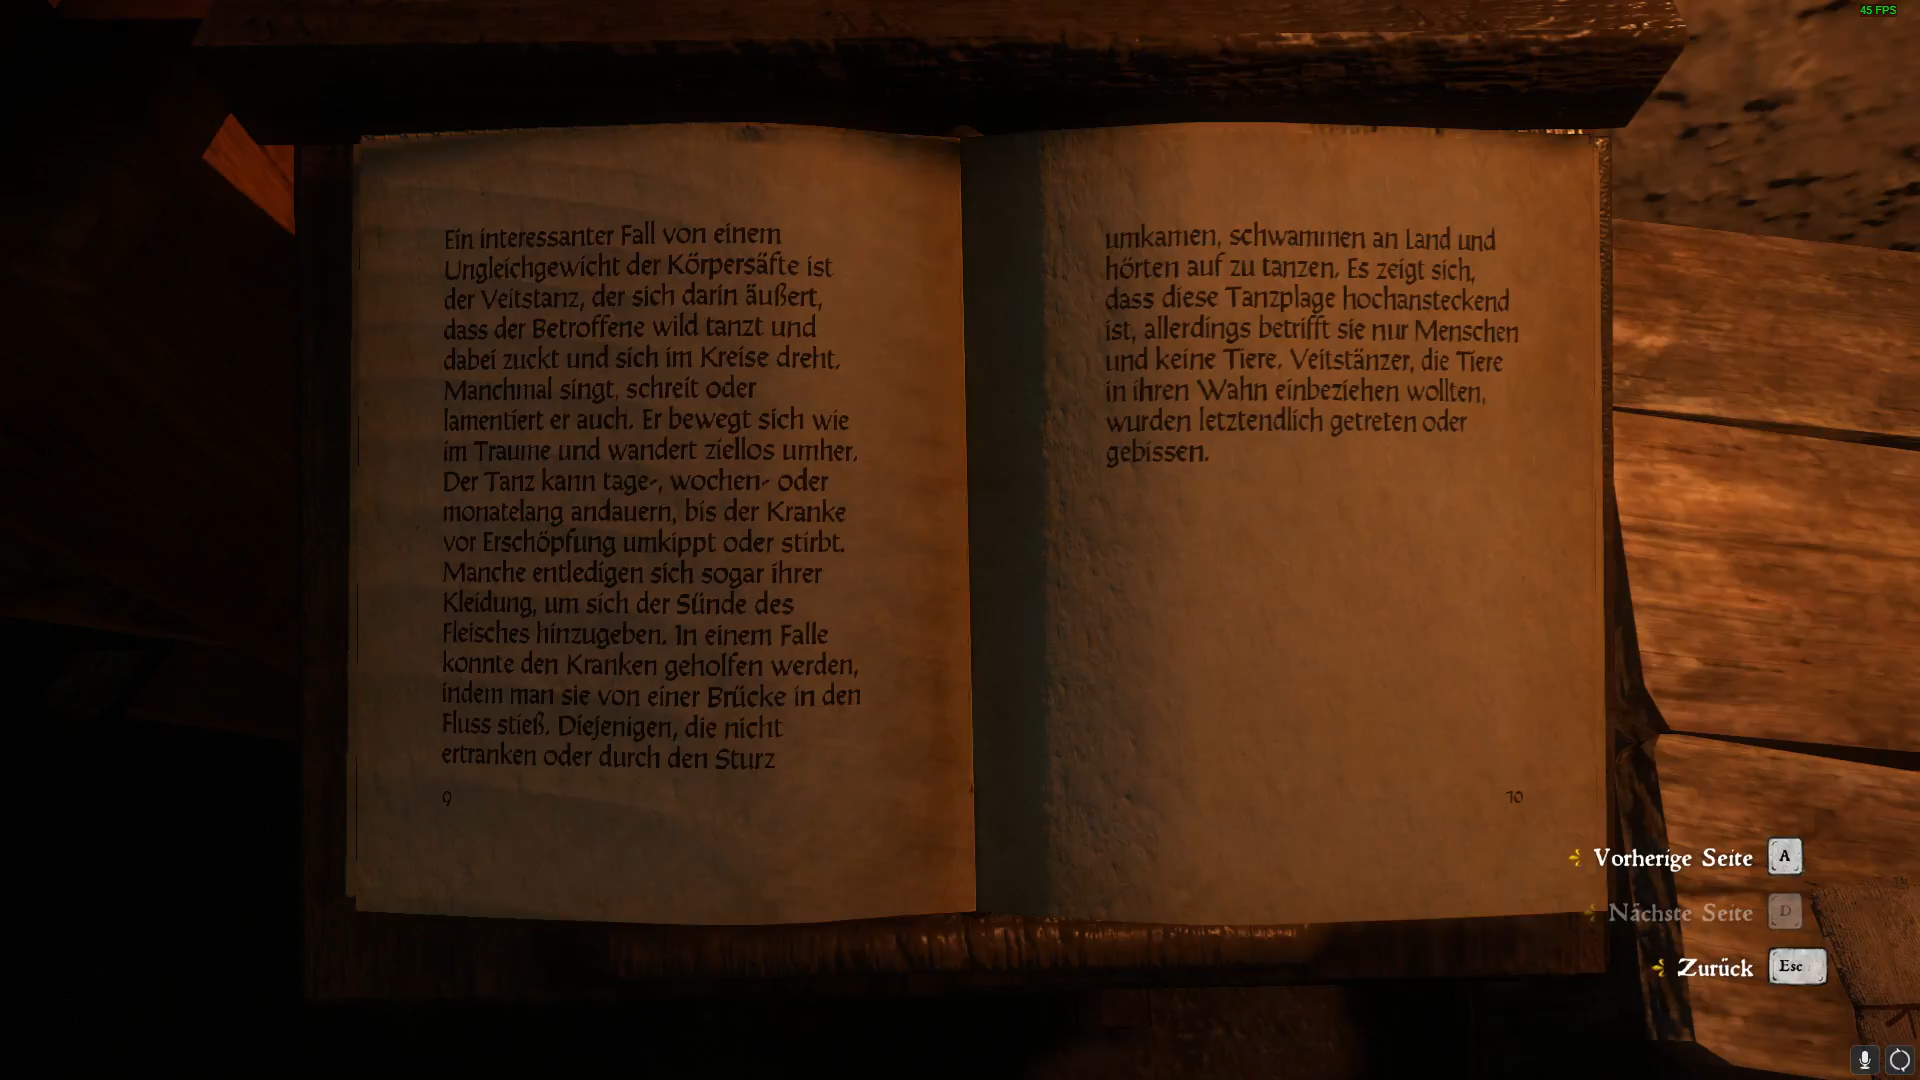 45 FPS
Ein interessanter Fall von einem
Ungleichgewicht der Körpersäfte ist
der Veitstanz, der sich darin äußert,
dass der Betroffene wild tanzt und
dabei zuckt und sich im Kreise dreht.
Manchmal singt, schreit oder
lamentiert er auch. Er bewegt sich wie
im Traume und wandert ziellos umher.
Der Tanz kann tage-, wochen- oder
monatelang andauern, bis der Kranke
vor Erschöpfung umkippt oder stirbt.
Manche entledigen sich sogar ihrer
Kleidung, um sich der Sünde des
Fleisches hinzugeben. In einem Falle
konnte den Kranken geholfen werden,
indem man sie von einer Brücke in den
Fluss stieß. Diejenigen, die nicht
ertranken oder durch den Sturz
9
umkamen, schwammen an Land und
hörten auf zu tanzen. Es zeigt sich,
dass diese Tanzplage hochansteckend
ist, allerdings betrifft sie nur Menschen
und keine Tiere. Veitstänzer, die Tiere
in ihren Wahn einbeziehen wollten,
wurden letztendlich getreten oder
gebissen.
10
Vorherige Seite A
Nächste Seite D
Zurück Esc